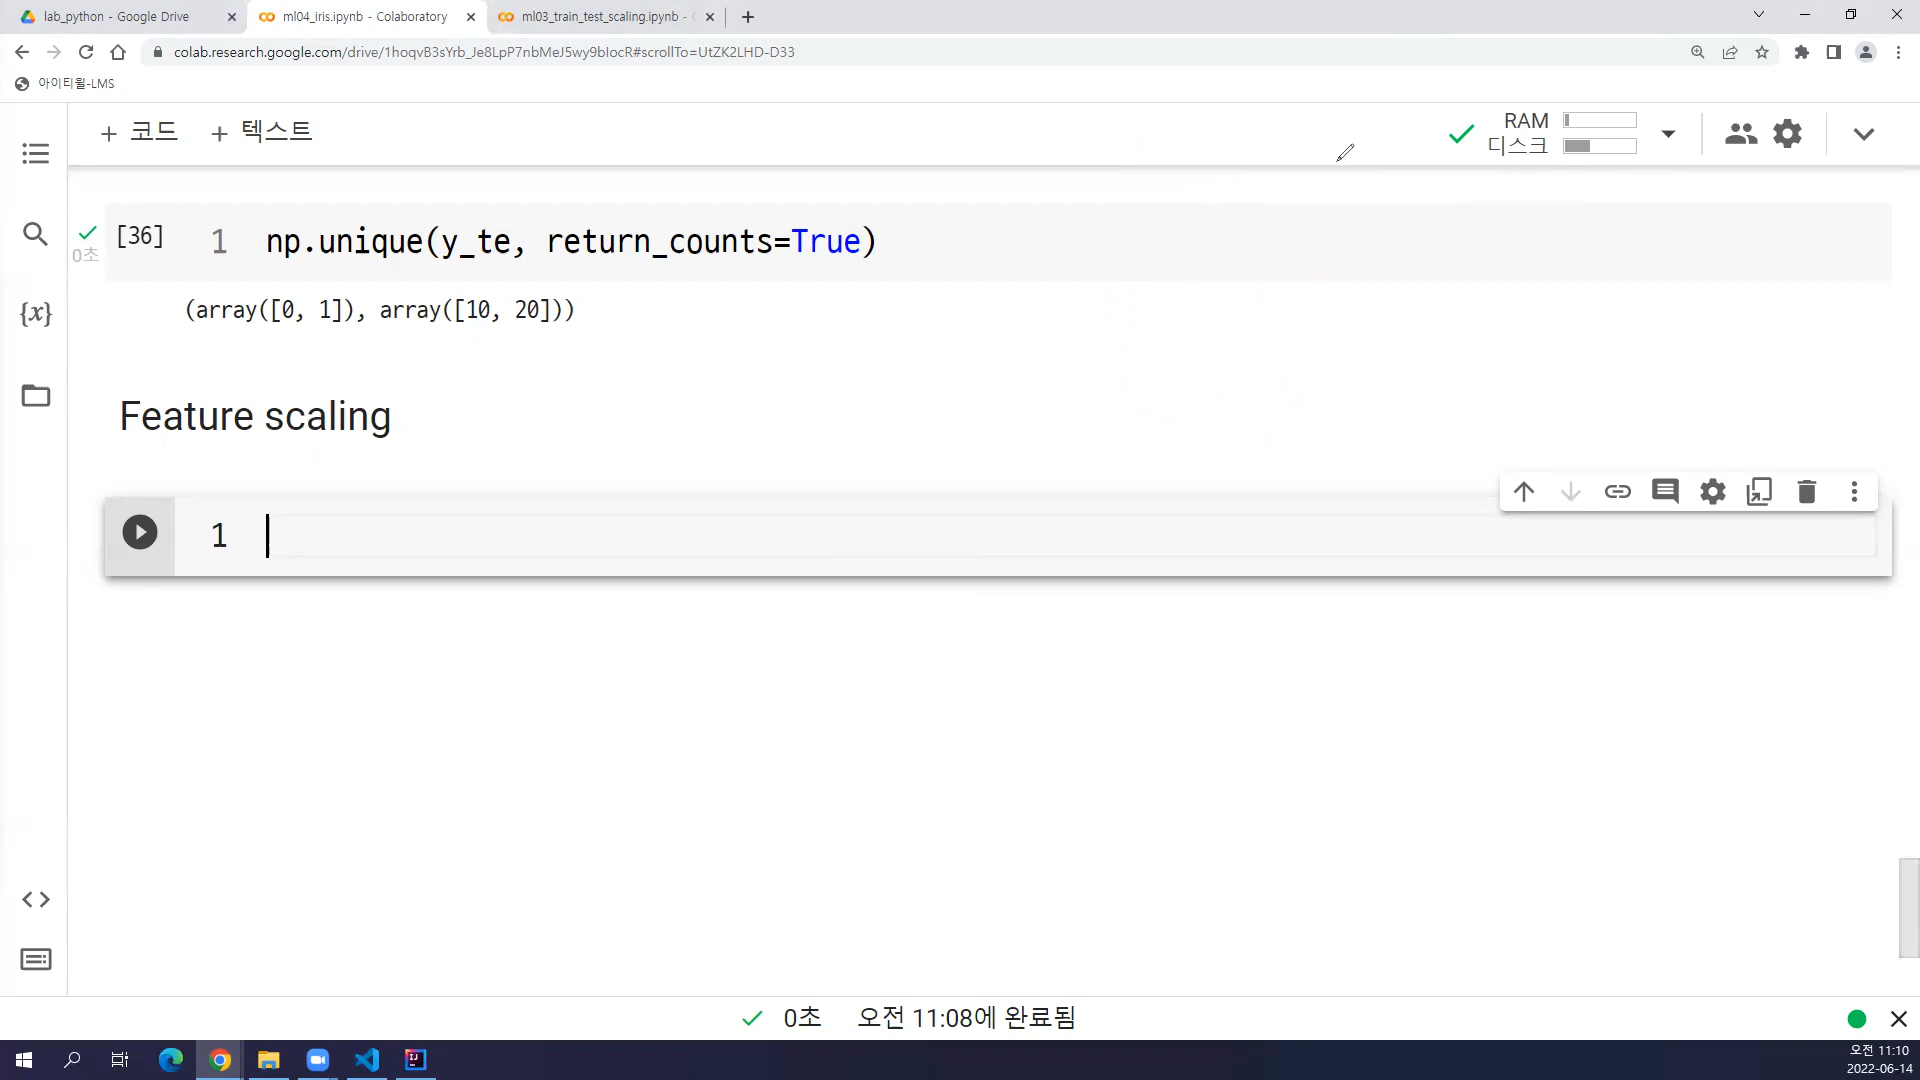 lab_python - Google Drive
ml04_iris.ipynb - Colaboratory
ml03_train_test_scaling.ipynb -
colab.research.google.com/drive/1hoqvB3sYrb_Je8LpP7nbMeJ5wy9bIocR#scrollTo=UtZK2LHD-D33
아이티윌-LMS
+ 코드 + 텍스트
RAM
디스크
0초
[36] 1 np.unique(y_te, return_counts=True)
(array([0, 1]), array([10, 20]))
Feature scaling
1
{x}
0초 오전 11:08에 완료됨
오전 11:10
2022-06-14